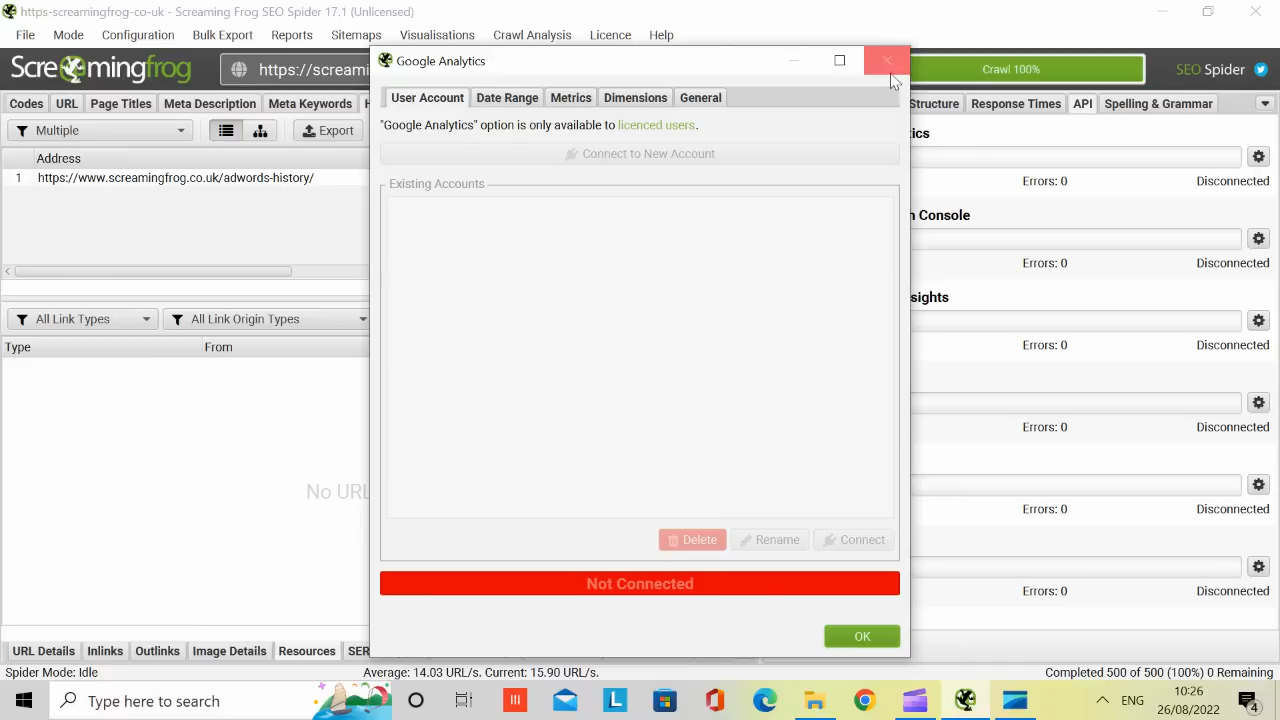 https-screamingfrog-co-uk - Screaming Frog SEO Spider 17.1 (Unlicensed)
File Mode Configuration Bulk Export Reports Sitemaps Visualisations Crawl Analysis Licence Help
Screamingfrog
https://screami
Google Analytics
Crawl 100%
SEO Spider
Codes URL Page Titles Meta Description Meta Keywords H
User Account Date Range Metrics Dimensions General
Structure Response Times API Spelling & Grammar
Multiple
Export
"Google Analytics" option is only available to licenced users.
Connect to New Account
Address
1 https://www.screamingfrog.co.uk/adwords-history/
Existing Accounts
tics
Errors: 0 Disconnected
h Console
Errors: 0 Disconnected
sights
Errors: 0 Disconnected
Errors: 0 Disconnected
Errors: 0 Disconnected
Errors: 0 Disconnected
All Link Types
All Link Origin Types
Type From
No URL
Delete Rename Connect
Not Connected
OK
URL Details Inlinks Outlinks Image Details Resources SER
Spider Mode: Idle
Average: 14.03 URL/s. Current: 15.90 URL/s.
Completed 500 of 500 (100%) 0 Remaining
Type here to search
L
ENG
10:26
26/08/2022
4